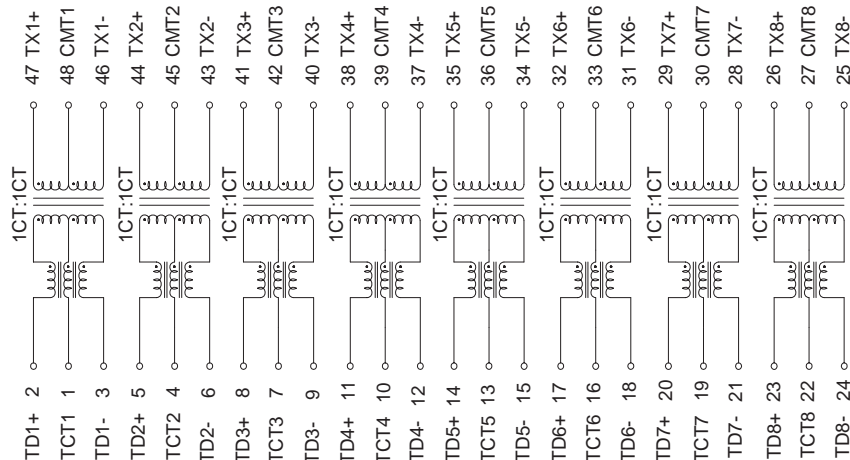 47 TX1+
48 CMT1
46 TX1-
44 TX2+
45 CMT2
43 TX2-
41 TX3+
42 CMT3
40 TX3-
38 TX4+
39 CMT4
37 TX4-
35 TX5+
36 CMT5
34 TX5-
32 TX6+
33 CMT6
31 TX6-
29 TX7+
30 CMT7
28 TX7-
26 TX8+
27 CMT8
25 TX8-
1CT:1CT
1CT:1CT
1CT:1CT
1CT:1CT
1CT:1CT
1CT:1CT
1CT:1CT
1CT:1CT
TD1+ 2
TCT1 1
TD1- 3
TD2+ 5
TCT2 4
TD2- 6
TD3+ 8
TCT3 7
TD3- 9
TD4+ 11
TCT4 10
TD4- 12
TD5+ 14
TCT5 13
TD5- 15
TD6+ 17
TCT6 16
TD6- 18
TD7+ 20
TCT7 19
TD7- 21
TD8+ 23
TCT8 22
TD8- 24